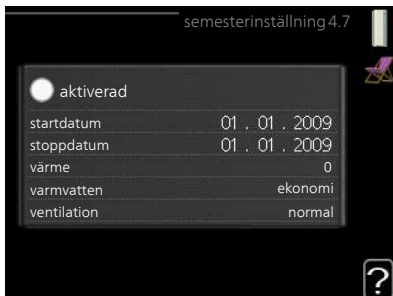 semesterinställning 4.7
aktiverad
startdatum 01 . 01 . 2009
stoppdatum 01 . 01 . 2009
värme 0
varmvatten ekonomi
ventilation normal
?